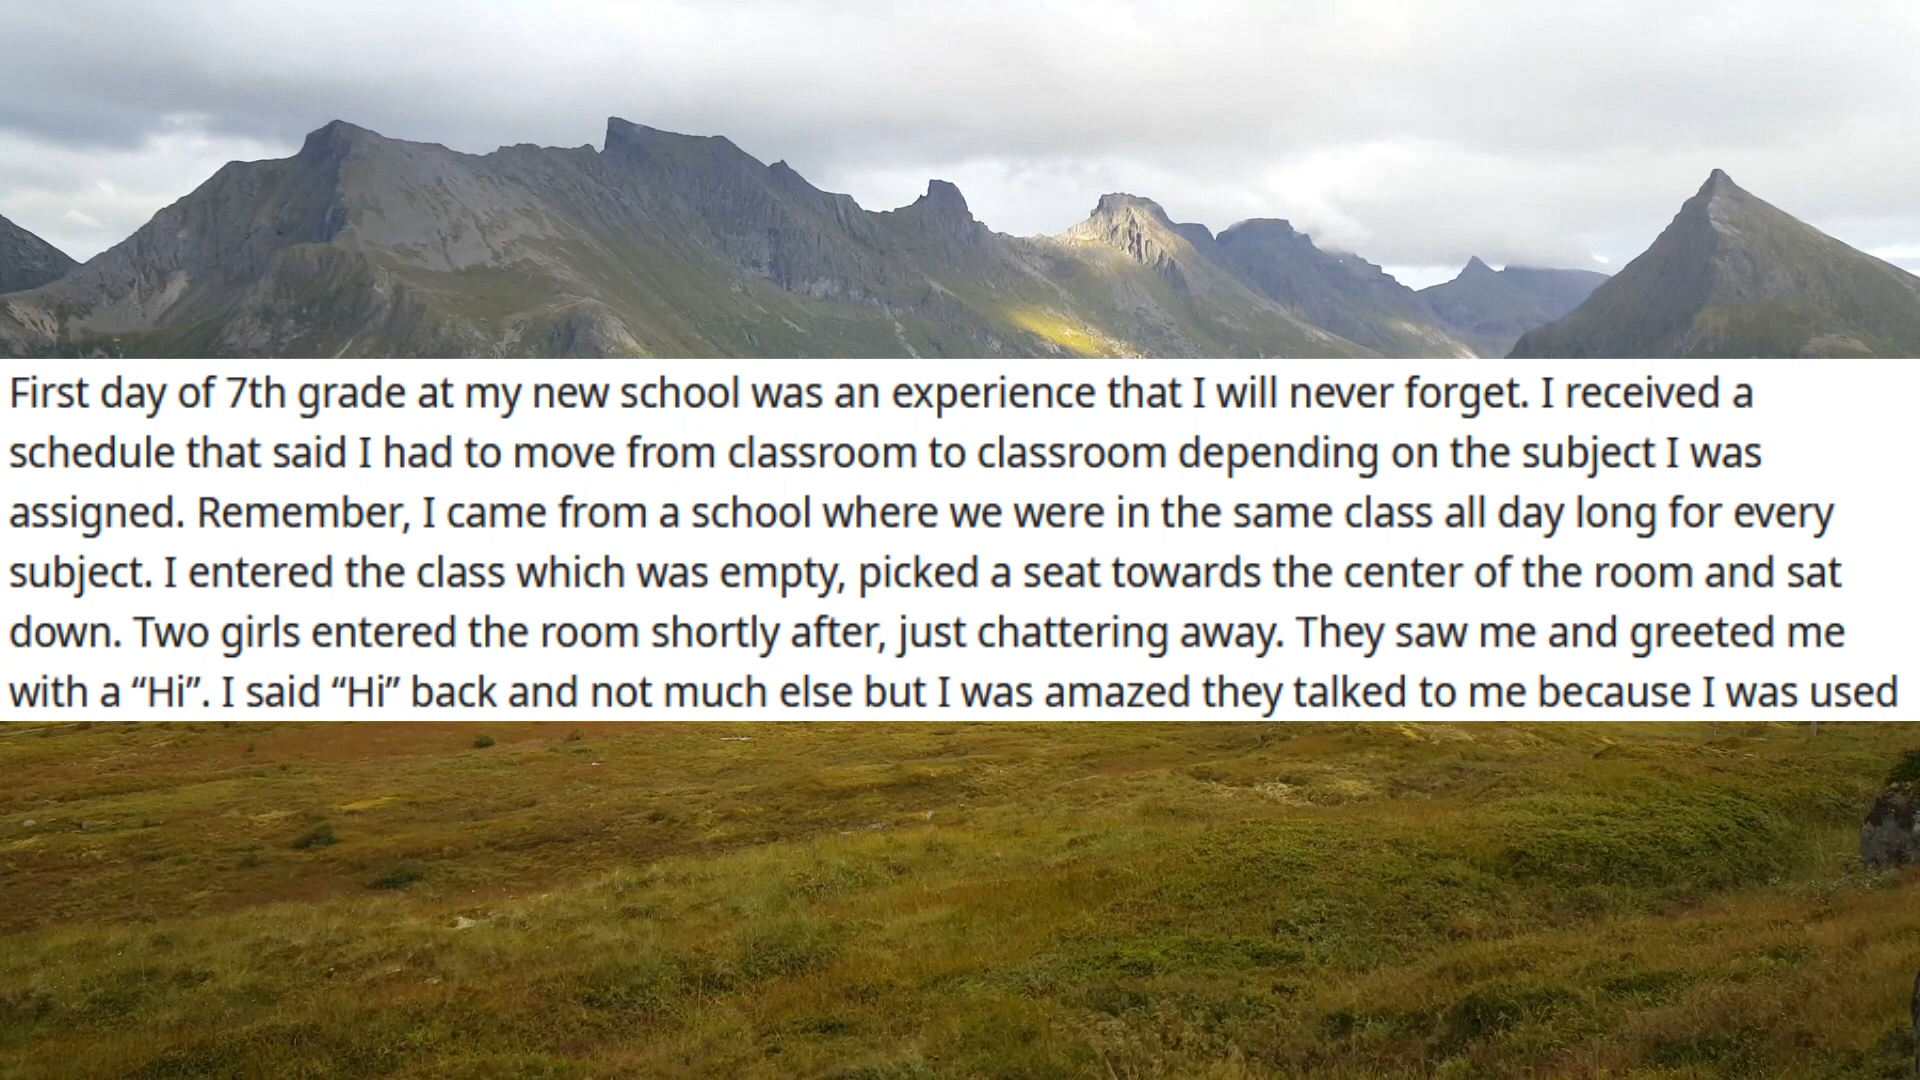 First day of 7th grade at my new school was an experience that I will never forget. I received a
schedule that said I had to move from classroom to classroom depending on the subject I was
assigned. Remember, I came from a school where we were in the same class all day long for every
subject. I entered the class which was empty, picked a seat towards the center of the room and sat
down. Two girls entered the room shortly after, just chattering away. They saw me and greeted me
with a “Hi”. I said “Hi” back and not much else but I was amazed they talked to me because I was used